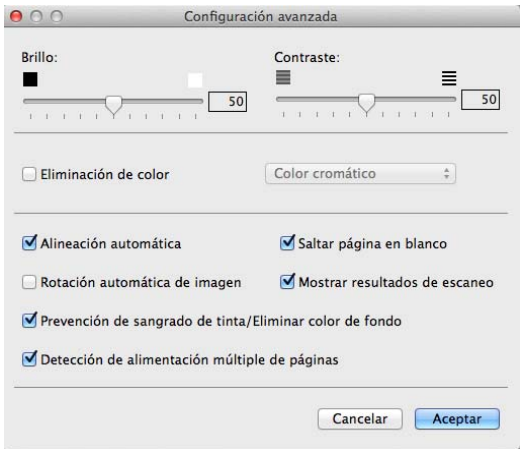 Configuración avanzada
Brillo: Contraste:
50 50
Eliminación de color Color cromático
Alineación automática Saltar página en blanco
Rotación automática de imagen Mostrar resultados de escaneo
Prevención de sangrado de tinta/Eliminar color de fondo
Detección de alimentación múltiple de páginas
Cancelar Aceptar